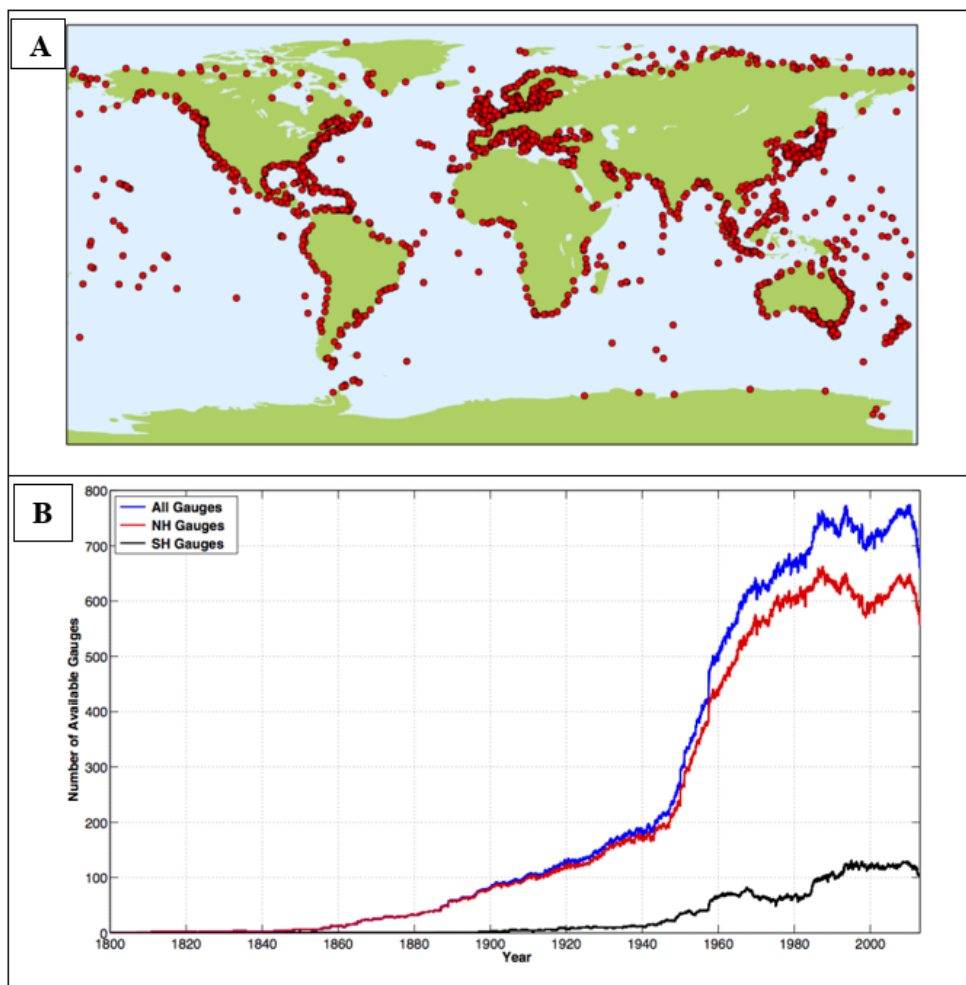 A
B
800
700
600
500
400
300
200
100
0
Number of Available Gauges
All Gauges
NH Gauges
SH Gauges
1800 1820 1840 1860 1880 1900 1920 1940 1960 1980 2000
Year